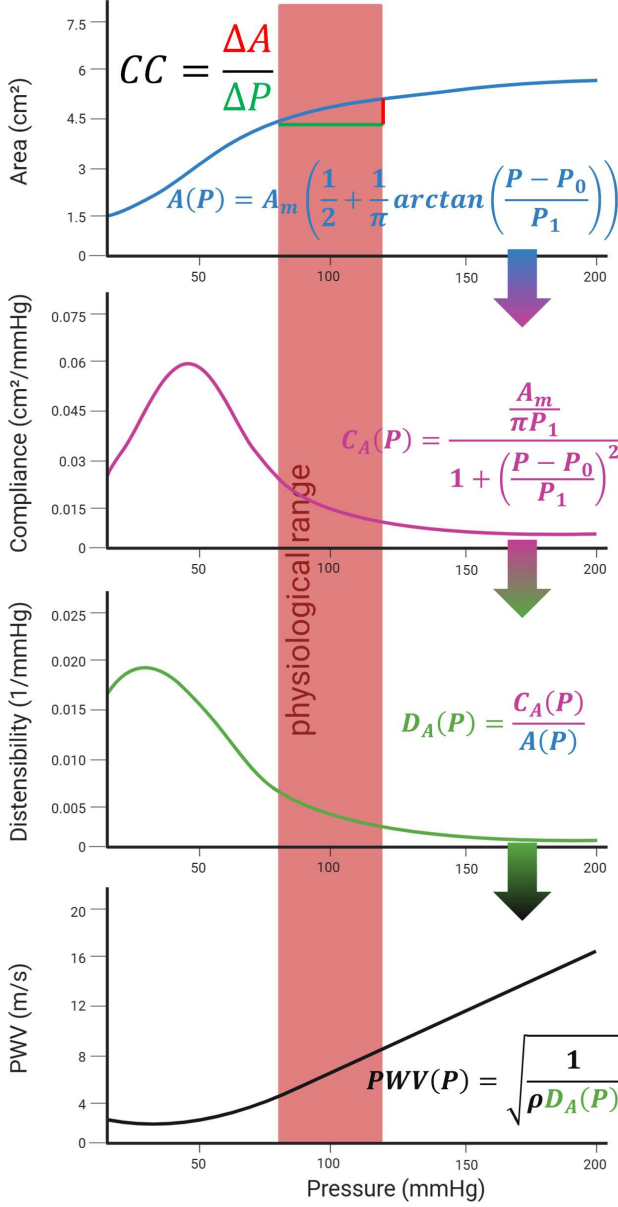 7.5
6
4.5
3
1.5
0
Area (cm²)
CC = ΔA / ΔP
A(P) = A_m (1/2 + 1/π arctan ((P − P_0) / P_1))
50 100 150 200
0.075
0.06
0.045
0.03
0.015
0
Compliance (cm²/mmHg)
C_A(P) = (A_m / πP_1) / (1 + ((P − P_0) / P_1)²)
50 100 150 200
physiological range
0.025
0.020
0.015
0.010
0.005
0
Distensibility (1/mmHg)
D_A(P) = C_A(P) / A(P)
50 100 150 200
20
16
12
8
4
0
PWV (m/s)
PWV(P) = √(1 / ρD_A(P))
50 100 150 200
Pressure (mmHg)